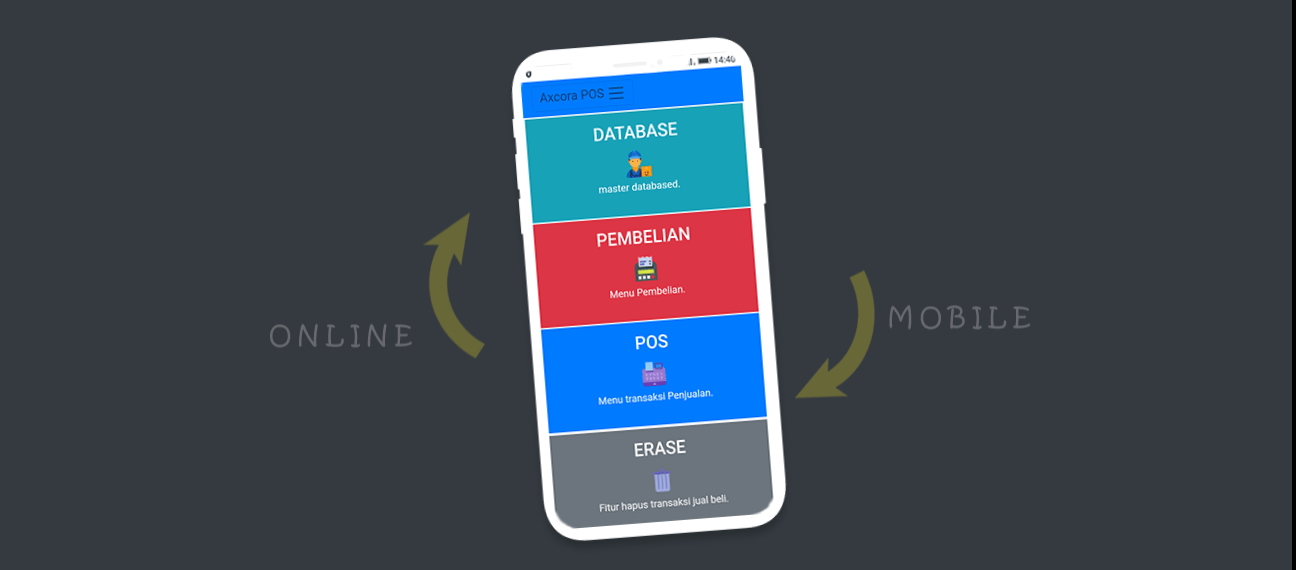 14:46
Axcora POS
DATABASE
master databased.
PEMBELIAN
Menu Pembelian.
POS
Menu transaksi Penjualan.
ERASE
Fitur hapus transaksi jual beli.
ONLINE
MOBILE